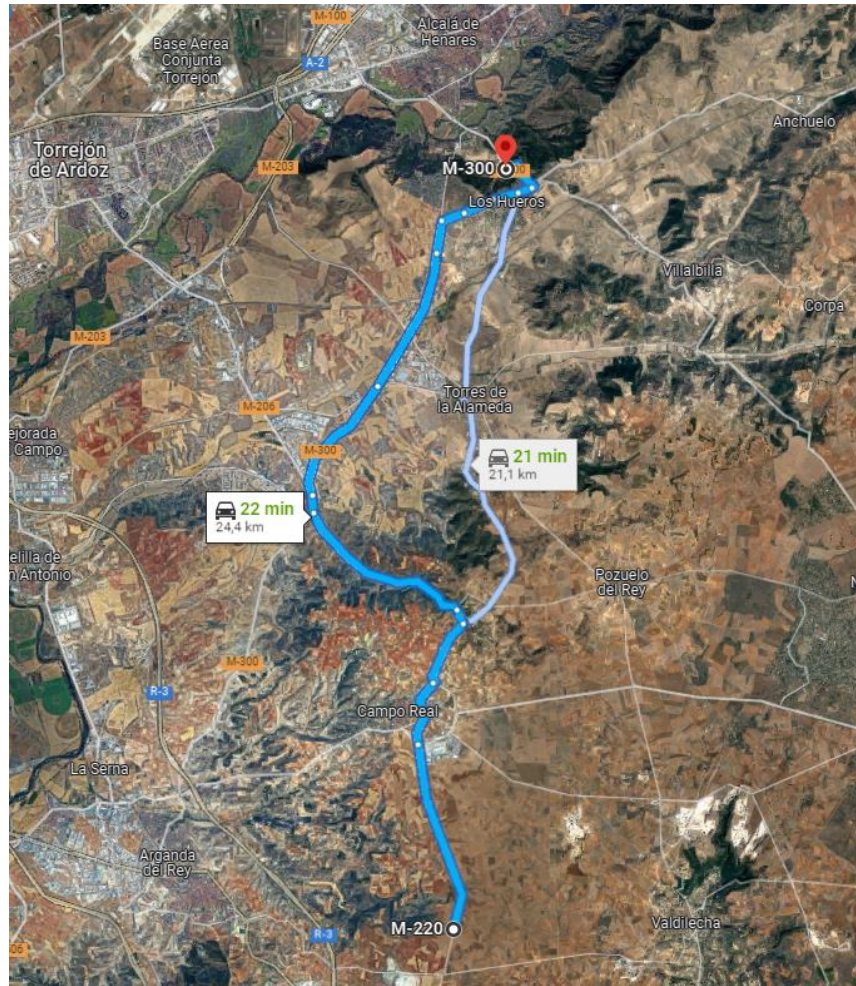 M-100
Alcalá de
Henares
Base Aerea
Conjunta
Torrejón
A-2
Anchuelo
Torrejón
de Ardoz
M-203
M-300
Los Hueros
Villalbilla
Corpa
M-203
M-206
Torres de
la Alameda
ejorada
Campo
M-300
21 min
21,1 km
22 min
24,4 km
elilla de
n Antonio
Pozuelo
del Rey
N
M-300
R-3
Campo Real
La Serna
Arganda
del Rey
M-220
R-3
Valdilecha
06